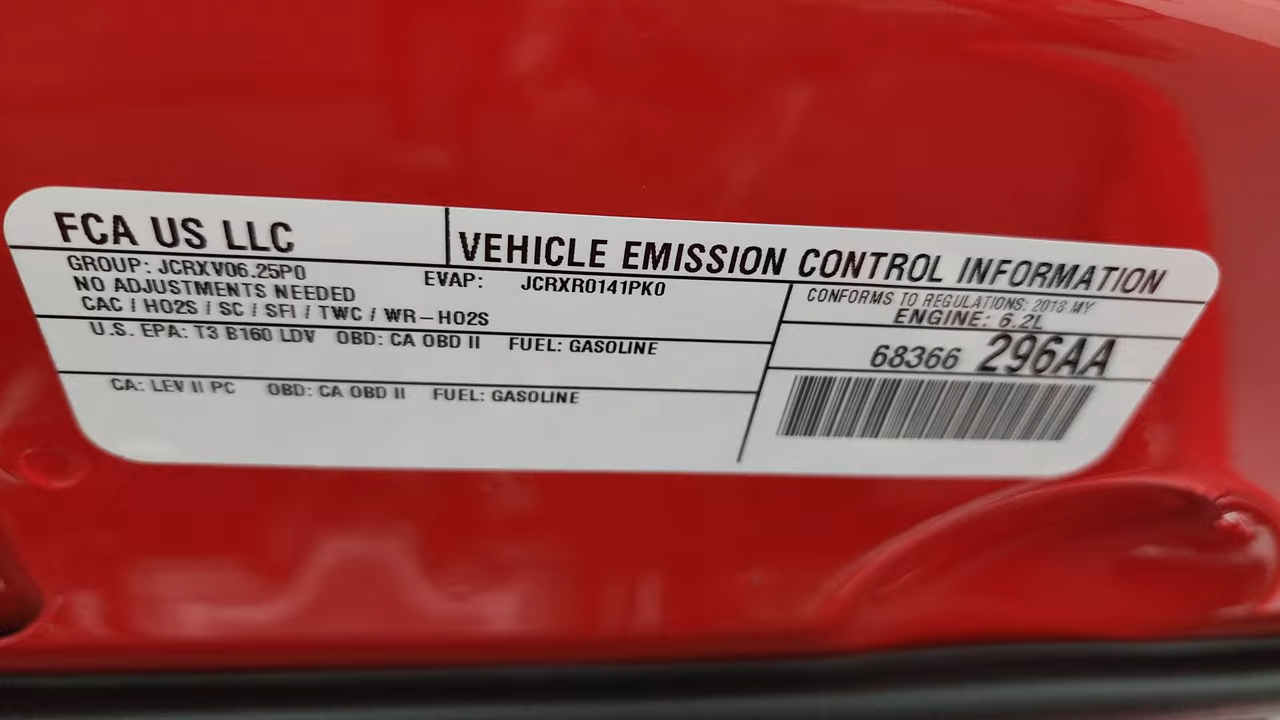 FCA US LLC
VEHICLE EMISSION CONTROL INFORMATION
GROUP: JCRXV06.25P0
EVAP: JCRXR0141PK0
NO ADJUSTMENTS NEEDED
CAC / HO2S / SC / SFI / TWC / WR-HO2S
U.S. EPA: T3 B160 LDV OBD: CA OBD II FUEL: GASOLINE
CA: LEV II PC OBD: CA OBD II FUEL: GASOLINE
CONFORMS TO REGULATIONS: 2018 MY
ENGINE: 6.2L
68366 296AA